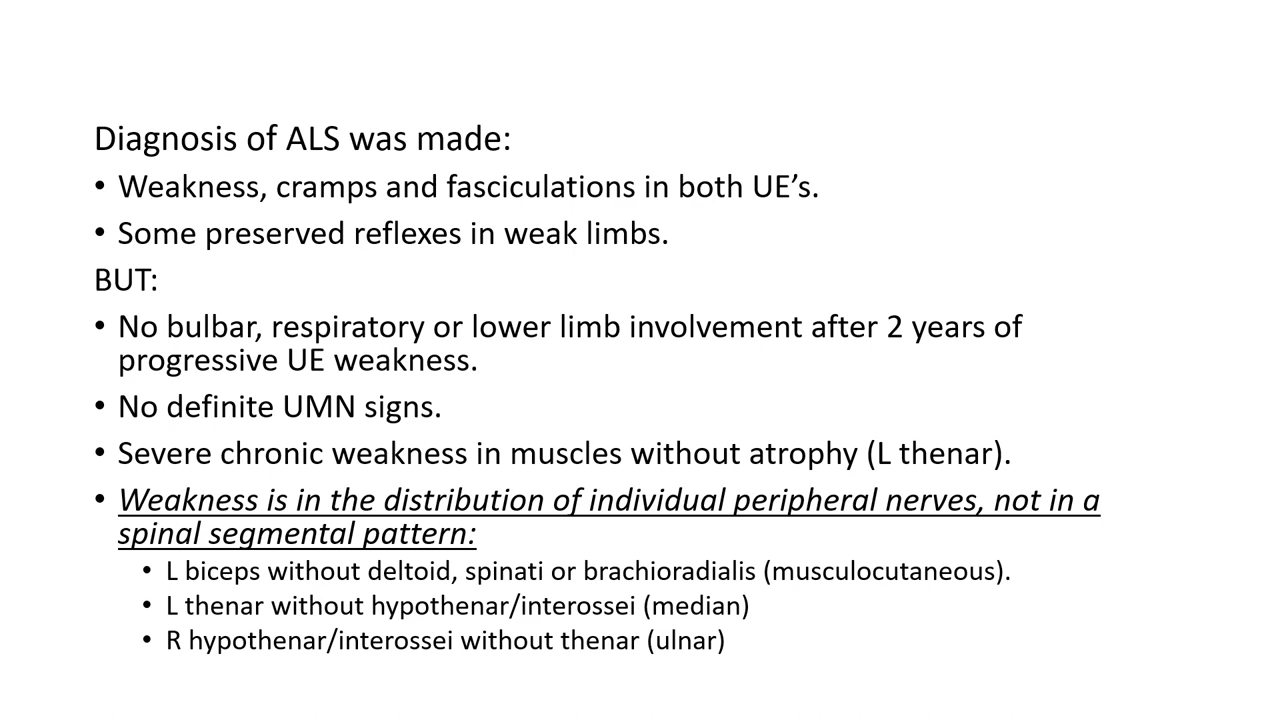 Diagnosis of ALS was made:
• Weakness, cramps and fasciculations in both UE’s.
• Some preserved reflexes in weak limbs.
BUT:
• No bulbar, respiratory or lower limb involvement after 2 years of
progressive UE weakness.
• No definite UMN signs.
• Severe chronic weakness in muscles without atrophy (L thenar).
• Weakness is in the distribution of individual peripheral nerves, not in a
spinal segmental pattern:
• L biceps without deltoid, spinati or brachioradialis (musculocutaneous).
• L thenar without hypothenar/interossei (median)
• R hypothenar/interossei without thenar (ulnar)